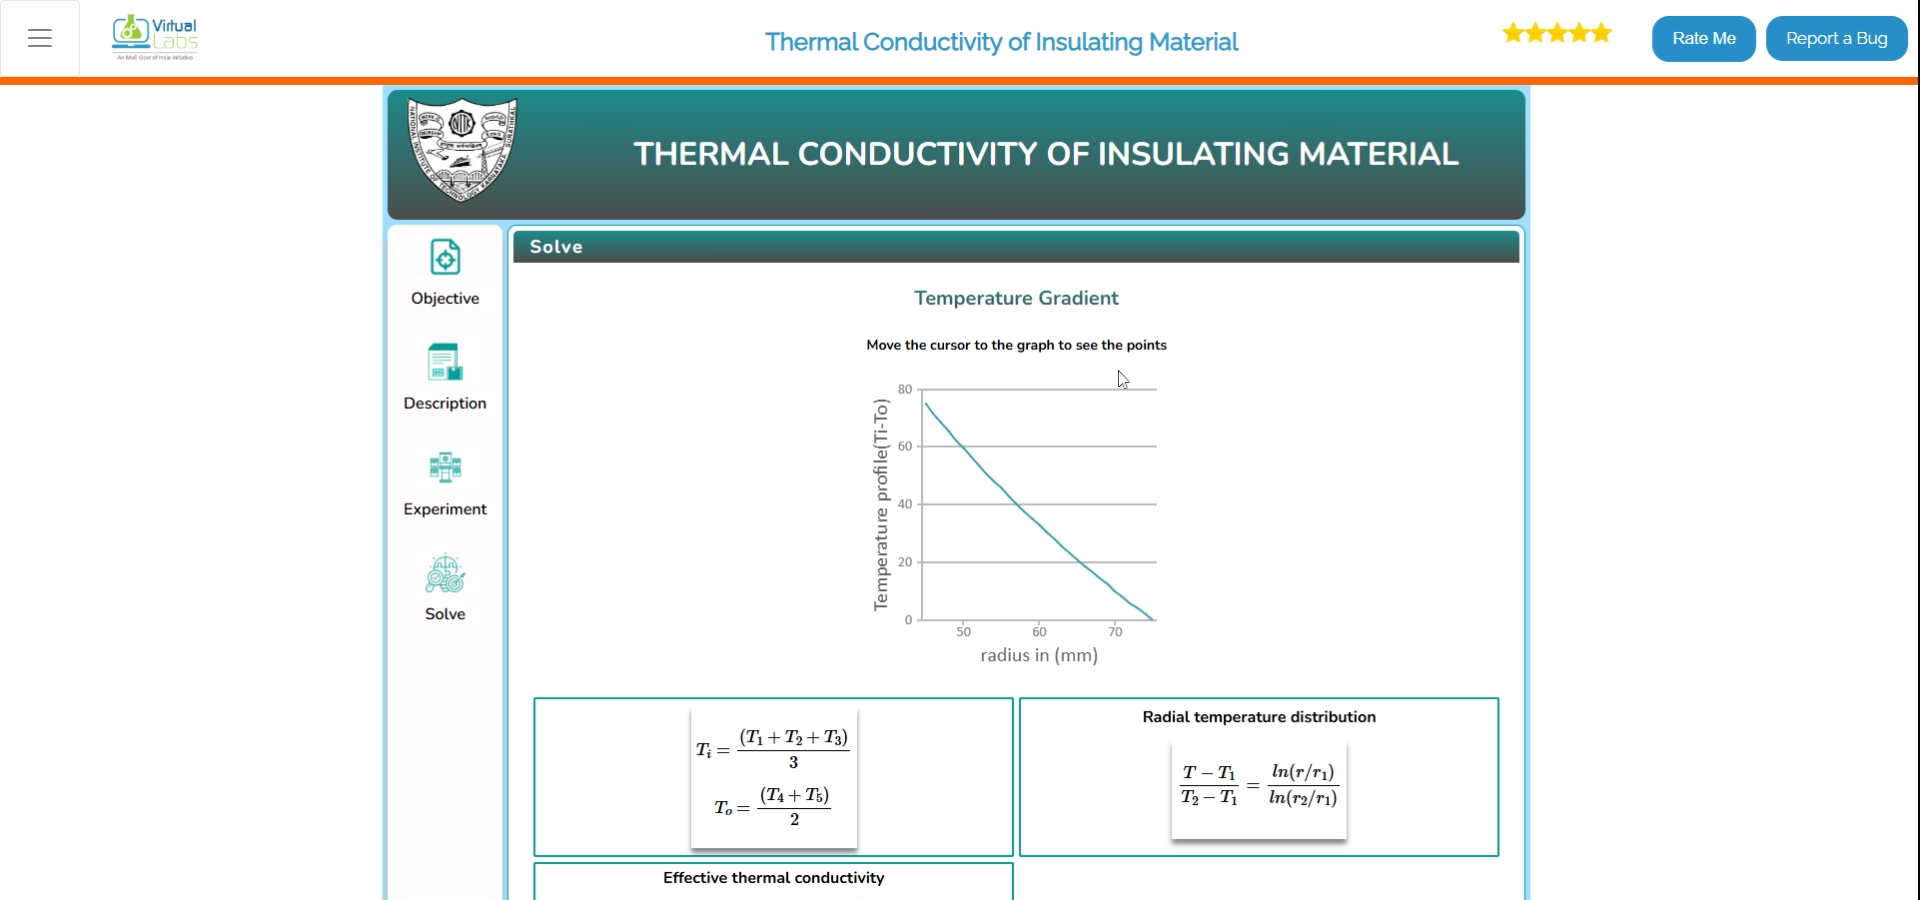 Virtual
Labs
An MoE Govt of India Initiative
Thermal Conductivity of Insulating Material
Rate Me
Report a Bug
THERMAL CONDUCTIVITY OF INSULATING MATERIAL
Objective
Description
Experiment
Solve
Solve
Temperature Gradient
Move the cursor to the graph to see the points
Temperature profile(Ti-To)
80
60
40
20
0
50 60 70
radius in (mm)
T_i = (T_1 + T_2 + T_3) / 3
T_o = (T_4 + T_5) / 2
Radial temperature distribution
(T − T_1) / (T_2 − T_1) = ln(r/r_1) / ln(r_2/r_1)
Effective thermal conductivity